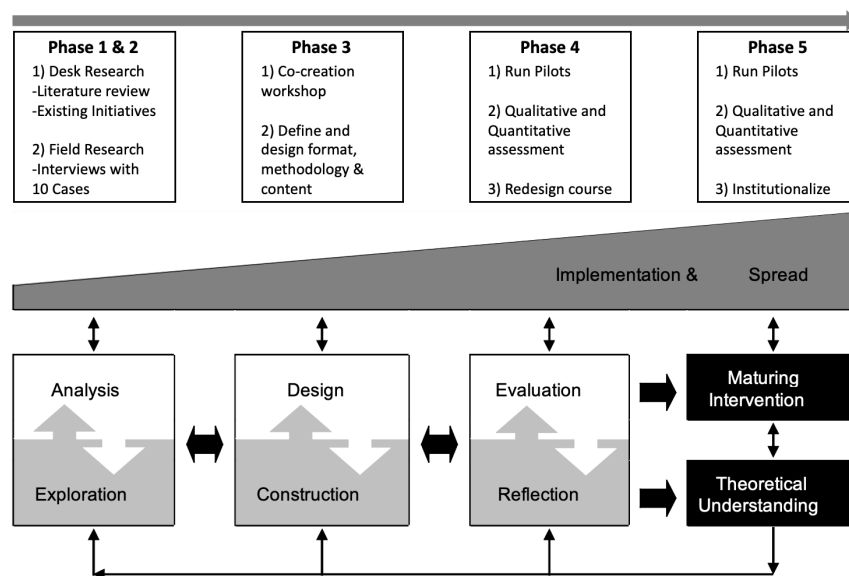 Phase 1 & 2
1) Desk Research
-Literature review
-Existing Initiatives
2) Field Research
-Interviews with
10 Cases
Phase 3
1) Co-creation
workshop
2) Define and
design format,
methodology &
content
Phase 4
1) Run Pilots
2) Qualitative and
Quantitative
assessment
3) Redesign course
Phase 5
1) Run Pilots
2) Qualitative and
Quantitative
assessment
3) Institutionalize
Implementation & Spread
Analysis
Exploration
Design
Construction
Evaluation
Reflection
Maturing
Intervention
Theoretical
Understanding